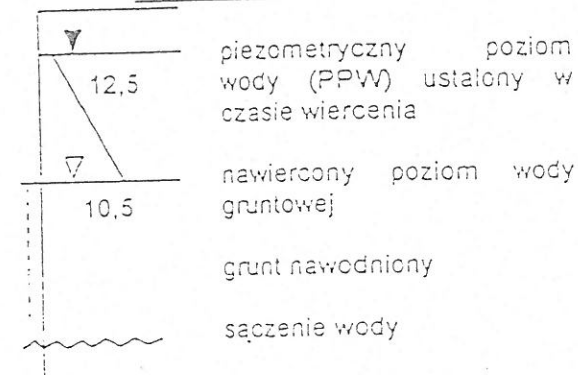 piezometryczny poziom
12,5 wody (PPW) ustalony w
czasie wiercenia
nawiercony poziom wody
10,5 gruntowej
grunt nawodniony
sączenie wody